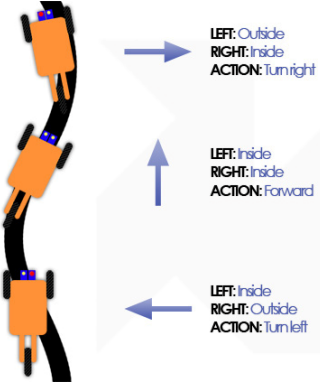 LEFT: Outside
RIGHT: Inside
ACTION: Turn right
LEFT: Inside
RIGHT: Inside
ACTION: Forward
LEFT: Inside
RIGHT: Outside
ACTION: Turn left